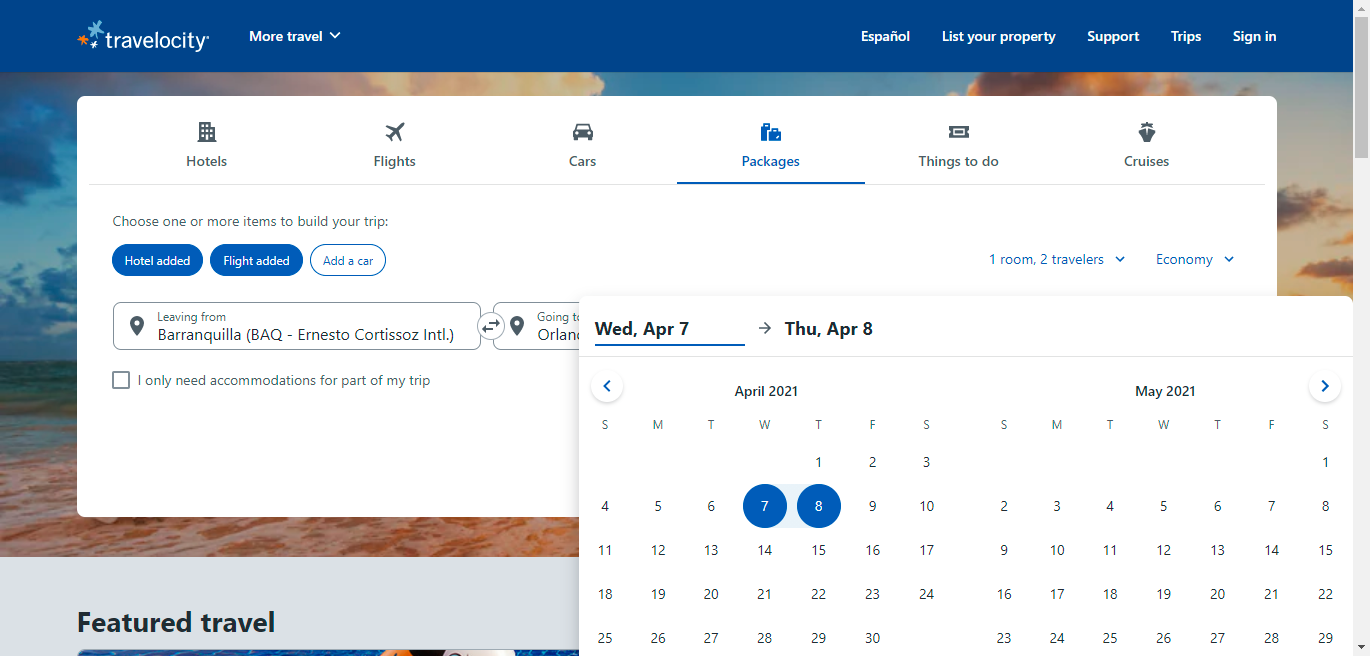 travelocity
More travel
Español
List your property
Support
Trips
Sign in
Hotels
Flights
Cars
Packages
Things to do
Cruises
Choose one or more items to build your trip:
Hotel added
Flight added
Add a car
1 room, 2 travelers
Economy
Leaving from
Barranquilla (BAQ - Ernesto Cortissoz Intl.)
Going to
Orlan
I only need accommodations for part of my trip
Wed, Apr 7
Thu, Apr 8
April 2021
S M T W T F S
1 2 3
4 5 6 7 8 9 10
11 12 13 14 15 16 17
18 19 20 21 22 23 24
25 26 27 28 29 30
May 2021
S M T W T F S
1
2 3 4 5 6 7 8
9 10 11 12 13 14 15
16 17 18 19 20 21 22
23 24 25 26 27 28 29
Featured travel